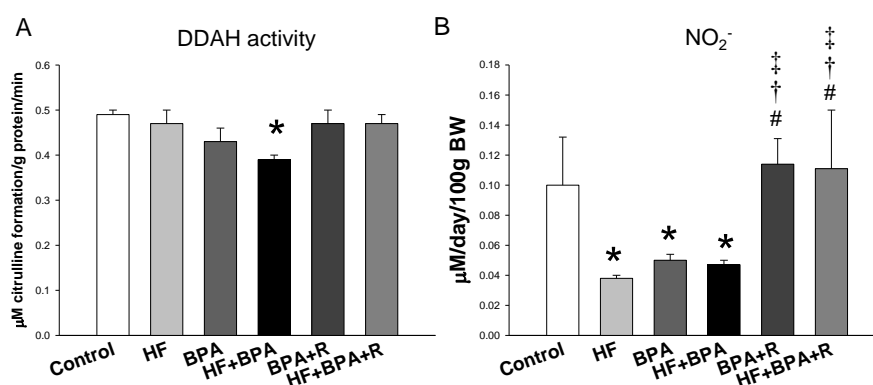 A
DDAH activity
µM citrulline formation/g protein/min
0.6
0.5
0.4
0.3
0.2
0.1
0.0
*
Control
HF
BPA
HF+BPA
BPA+R
HF+BPA+R
B
NO₂⁻
µM/day/100g BW
0.18
0.16
0.14
0.12
0.10
0.08
0.06
0.04
0.02
0.00
*
*
*
‡
†
#
‡
†
#
Control
HF
BPA
HF+BPA
BPA+R
HF+BPA+R